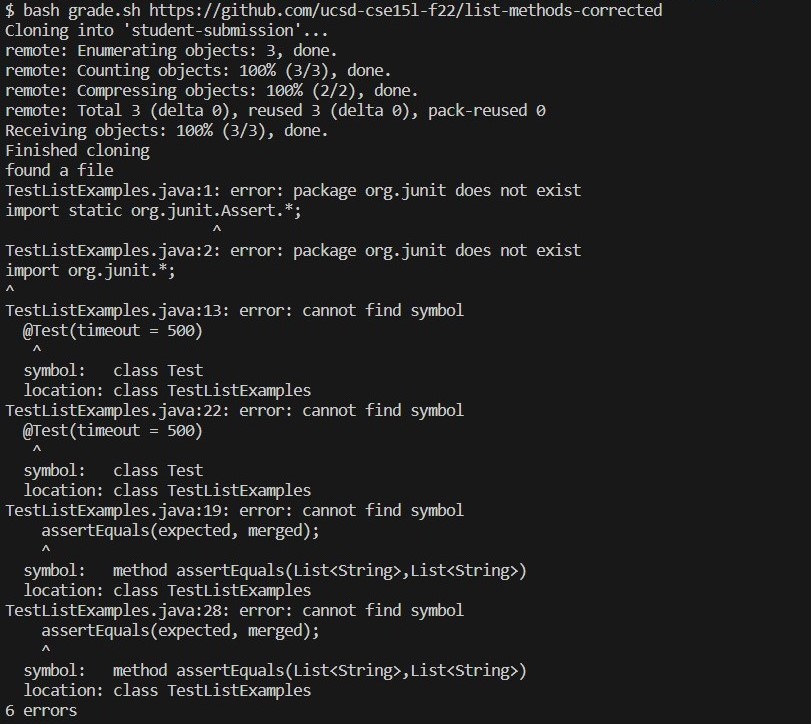 $ bash grade.sh https://github.com/ucsd-cse15l-f22/list-methods-corrected
Cloning into 'student-submission'...
remote: Enumerating objects: 3, done.
remote: Counting objects: 100% (3/3), done.
remote: Compressing objects: 100% (2/2), done.
remote: Total 3 (delta 0), reused 3 (delta 0), pack-reused 0
Receiving objects: 100% (3/3), done.
Finished cloning
found a file
TestListExamples.java:1: error: package org.junit does not exist
import static org.junit.Assert.*;
                       ^
TestListExamples.java:2: error: package org.junit does not exist
import org.junit.*;
^
TestListExamples.java:13: error: cannot find symbol
  @Test(timeout = 500)
   ^
  symbol:   class Test
  location: class TestListExamples
TestListExamples.java:22: error: cannot find symbol
  @Test(timeout = 500)
   ^
  symbol:   class Test
  location: class TestListExamples
TestListExamples.java:19: error: cannot find symbol
    assertEquals(expected, merged);
    ^
  symbol:   method assertEquals(List<String>,List<String>)
  location: class TestListExamples
TestListExamples.java:28: error: cannot find symbol
    assertEquals(expected, merged);
    ^
  symbol:   method assertEquals(List<String>,List<String>)
  location: class TestListExamples
6 errors